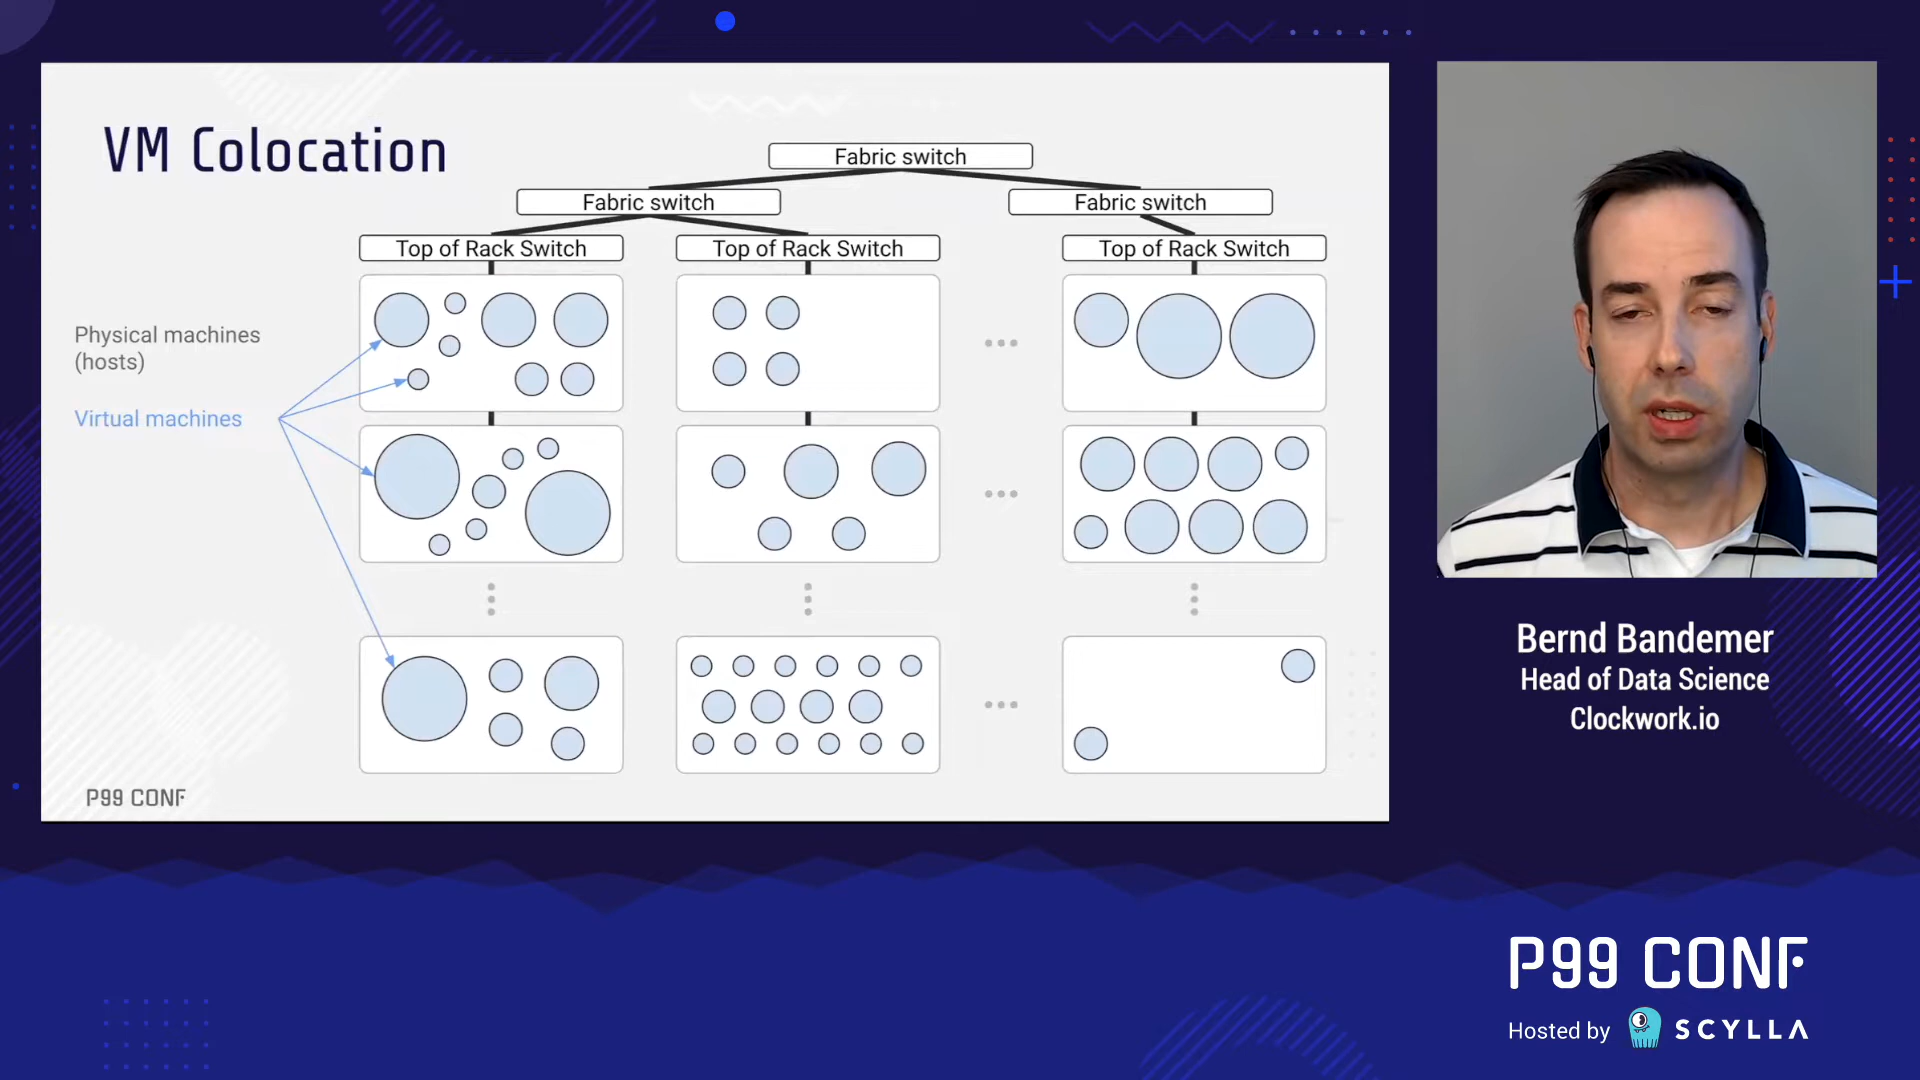 VM Colocation
Fabric switch
Fabric switch
Fabric switch
Top of Rack Switch
Top of Rack Switch
Top of Rack Switch
Physical machines
(hosts)
Virtual machines
P99 CONF
Bernd Bandemer
Head of Data Science
Clockwork.io
P99 CONF
Hosted by SCYLLA